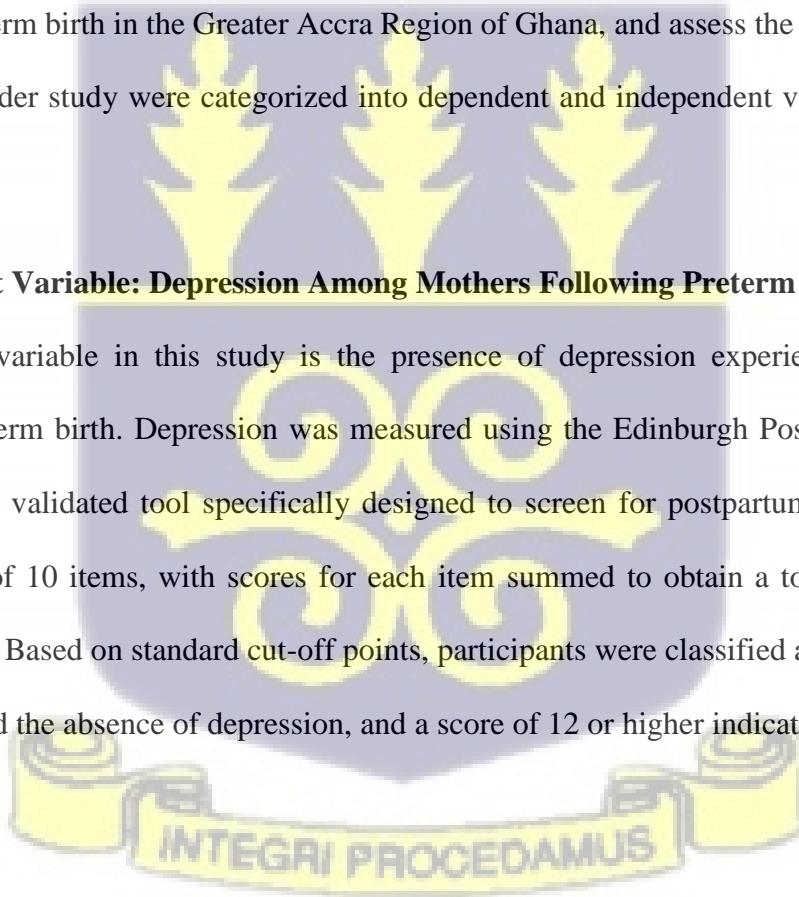 erm birth in the Greater Accra Region of Ghana, and assess the
der study were categorized into dependent and independent v
t Variable: Depression Among Mothers Following Preterm
variable in this study is the presence of depression experie
erm birth. Depression was measured using the Edinburgh Pos
validated tool specifically designed to screen for postpartun
of 10 items, with scores for each item summed to obtain a to
Based on standard cut-off points, participants were classified a
d the absence of depression, and a score of 12 or higher indicat
INTEGRI PROCEDAMUS